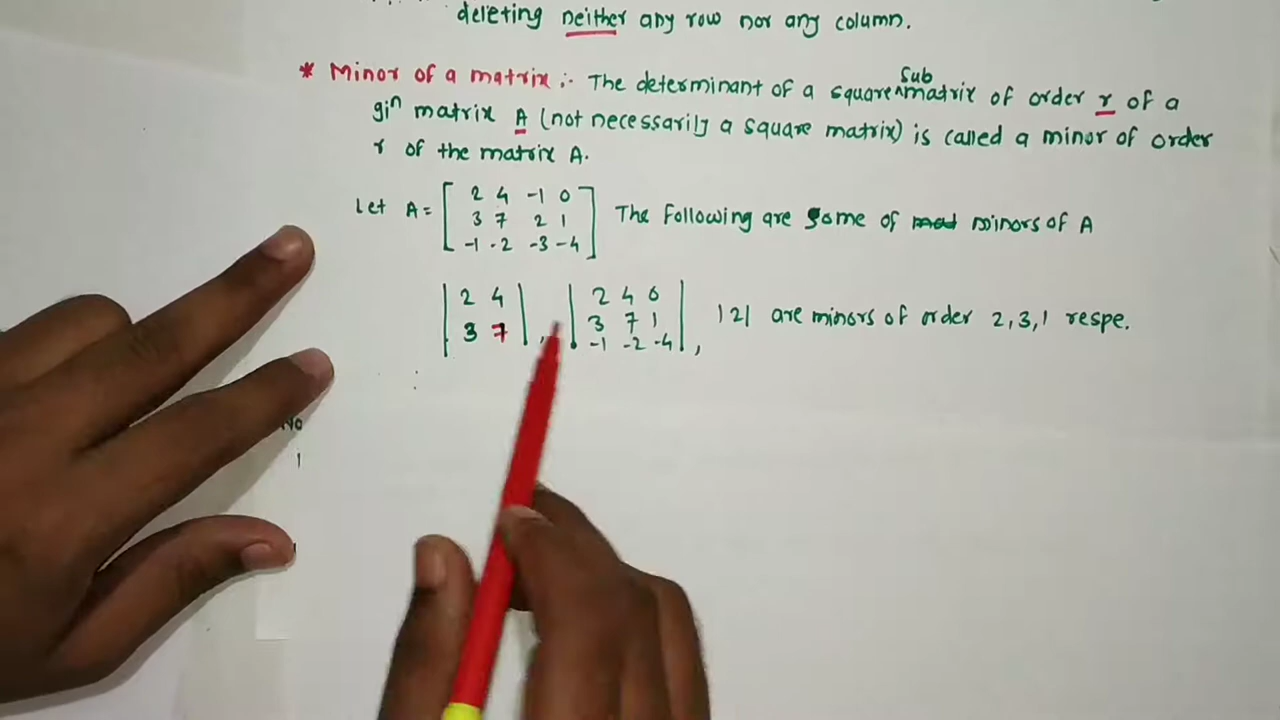 deleting neither any row nor any column.
* Minor of a matrix :- The determinant of a square sub matrix of order r of a
giⁿ matrix A (not necessarily a square matrix) is called a minor of order
r of the matrix A.
Let A = [ 2 4 -1 0
3 7 2 1
-1 -2 -3 -4 ] The Following are some of minors of A
| 2 4
3 7 | , | 2 4 0
3 7 1
-1 -2 -4 | , |2| are minors of order 2,3,1 respe.
No